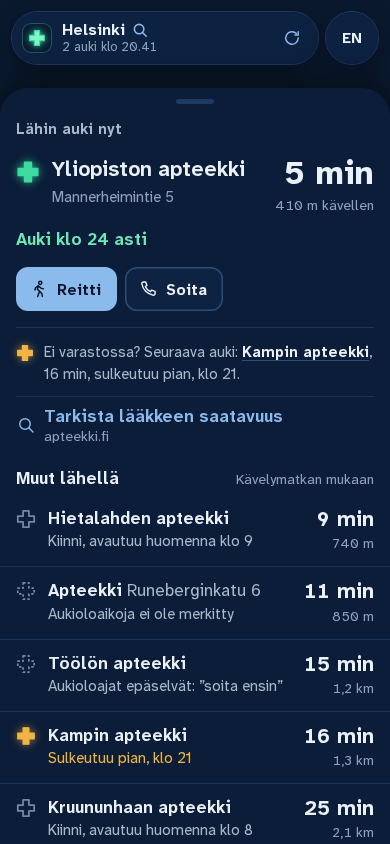 Helsinki
2 auki klo 20.41
EN
Lähin auki nyt
Yliopiston apteekki
5 min
Mannerheimintie 5
410 m kävellen
Auki klo 24 asti
Reitti
Soita
Ei varastossa? Seuraava auki: Kampin apteekki,
16 min, sulkeutuu pian, klo 21.
Tarkista lääkkeen saatavuus
apteekki.fi
Muut lähellä
Kävelymatkan mukaan
Hietalahden apteekki
9 min
Kiinni, avautuu huomenna klo 9
740 m
Apteekki Runeberginkatu 6
11 min
Aukioloaikoja ei ole merkitty
850 m
Töölön apteekki
15 min
Aukioloajat epäselvät: ”soita ensin”
1,2 km
Kampin apteekki
16 min
Sulkeutuu pian, klo 21
1,3 km
Kruununhaan apteekki
25 min
Kiinni, avautuu huomenna klo 8
2,1 km